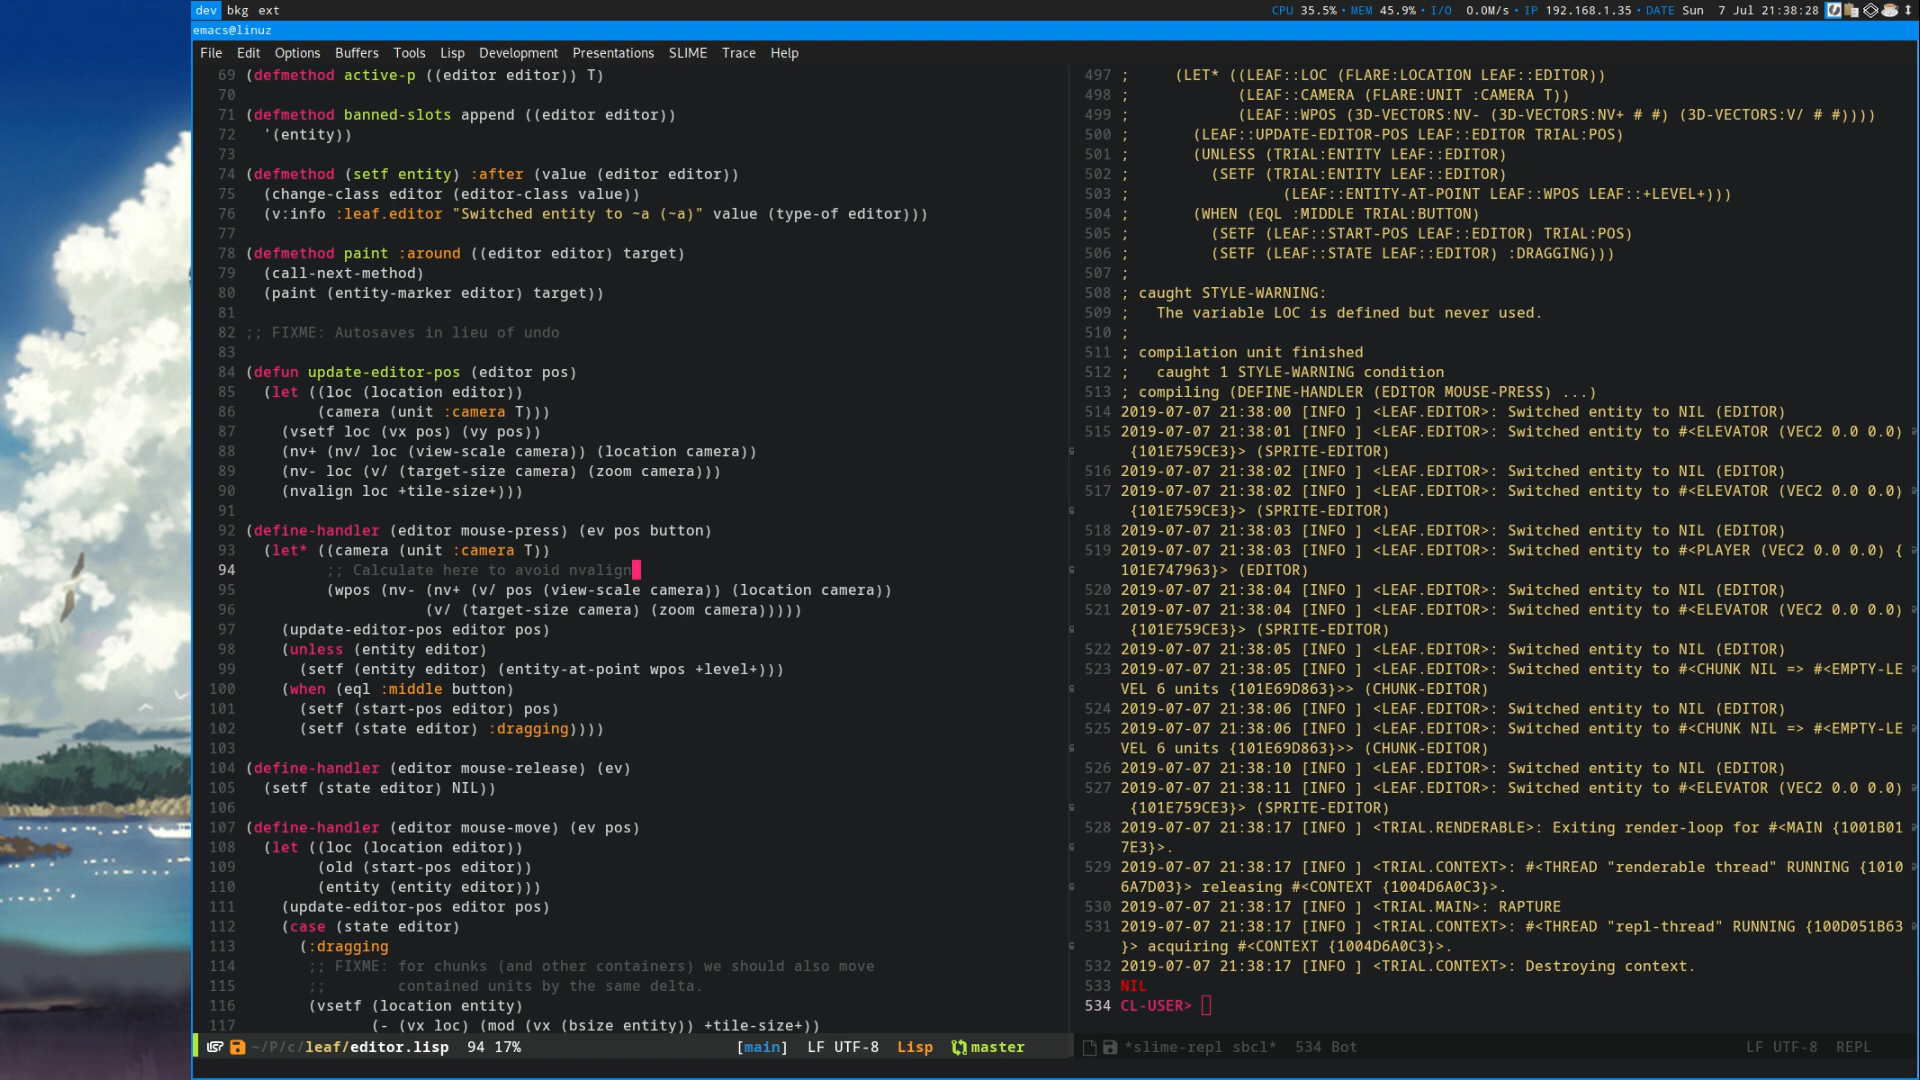 dev bkg ext
CPU 35.5% • MEM 45.9% • I/O 0.0M/s • IP 192.168.1.35 • DATE Sun 7 Jul 21:38:28
emacs@linuz
File Edit Options Buffers Tools Lisp Development Presentations SLIME Trace Help
69 (defmethod active-p ((editor editor)) T)
70
71 (defmethod banned-slots append ((editor editor))
72   '(entity))
73
74 (defmethod (setf entity) :after (value (editor editor))
75   (change-class editor (editor-class value))
76   (v:info :leaf.editor "Switched entity to ~a (~a)" value (type-of editor)))
77
78 (defmethod paint :around ((editor editor) target)
79   (call-next-method)
80   (paint (entity-marker editor) target))
81
82 ;; FIXME: Autosaves in lieu of undo
83
84 (defun update-editor-pos (editor pos)
85   (let ((loc (location editor))
86         (camera (unit :camera T)))
87     (vsetf loc (vx pos) (vy pos))
88     (nv+ (nv/ loc (view-scale camera)) (location camera))
89     (nv- loc (v/ (target-size camera) (zoom camera)))
90     (nvalign loc +tile-size+)))
91
92 (define-handler (editor mouse-press) (ev pos button)
93   (let* ((camera (unit :camera T))
94          ;; Calculate here to avoid nvalign
95          (wpos (nv- (nv+ (v/ pos (view-scale camera)) (location camera))
96                     (v/ (target-size camera) (zoom camera)))))
97     (update-editor-pos editor pos)
98     (unless (entity editor)
99       (setf (entity editor) (entity-at-point wpos +level+)))
100     (when (eql :middle button)
101       (setf (start-pos editor) pos)
102       (setf (state editor) :dragging))))
103
104 (define-handler (editor mouse-release) (ev)
105   (setf (state editor) NIL))
106
107 (define-handler (editor mouse-move) (ev pos)
108   (let ((loc (location editor))
109         (old (start-pos editor))
110         (entity (entity editor)))
111     (update-editor-pos editor pos)
112     (case (state editor)
113       (:dragging
114        ;; FIXME: for chunks (and other containers) we should also move
115        ;;        contained units by the same delta.
116        (vsetf (location entity)
117               (- (vx loc) (mod (vx (bsize entity)) +tile-size+))
~/P/c/leaf/editor.lisp 94 17% [main] LF UTF-8 Lisp master
497 ;     (LET* ((LEAF::LOC (FLARE:LOCATION LEAF::EDITOR))
498 ;            (LEAF::CAMERA (FLARE:UNIT :CAMERA T))
499 ;            (LEAF::WPOS (3D-VECTORS:NV- (3D-VECTORS:NV+ # #) (3D-VECTORS:V/ # #))))
500 ;       (LEAF::UPDATE-EDITOR-POS LEAF::EDITOR TRIAL:POS)
501 ;       (UNLESS (TRIAL:ENTITY LEAF::EDITOR)
502 ;         (SETF (TRIAL:ENTITY LEAF::EDITOR)
503 ;                 (LEAF::ENTITY-AT-POINT LEAF::WPOS LEAF::+LEVEL+)))
504 ;       (WHEN (EQL :MIDDLE TRIAL:BUTTON)
505 ;         (SETF (LEAF::START-POS LEAF::EDITOR) TRIAL:POS)
506 ;         (SETF (LEAF::STATE LEAF::EDITOR) :DRAGGING)))
507 ;
508 ; caught STYLE-WARNING:
509 ;   The variable LOC is defined but never used.
510 ;
511 ; compilation unit finished
512 ;   caught 1 STYLE-WARNING condition
513 ; compiling (DEFINE-HANDLER (EDITOR MOUSE-PRESS) ...)
514 2019-07-07 21:38:00 [INFO ] <LEAF.EDITOR>: Switched entity to NIL (EDITOR)
515 2019-07-07 21:38:01 [INFO ] <LEAF.EDITOR>: Switched entity to #<ELEVATOR (VEC2 0.0 0.0)
{101E759CE3}> (SPRITE-EDITOR)
516 2019-07-07 21:38:02 [INFO ] <LEAF.EDITOR>: Switched entity to NIL (EDITOR)
517 2019-07-07 21:38:02 [INFO ] <LEAF.EDITOR>: Switched entity to #<ELEVATOR (VEC2 0.0 0.0)
{101E759CE3}> (SPRITE-EDITOR)
518 2019-07-07 21:38:03 [INFO ] <LEAF.EDITOR>: Switched entity to NIL (EDITOR)
519 2019-07-07 21:38:03 [INFO ] <LEAF.EDITOR>: Switched entity to #<PLAYER (VEC2 0.0 0.0) {
101E747963}> (EDITOR)
520 2019-07-07 21:38:04 [INFO ] <LEAF.EDITOR>: Switched entity to NIL (EDITOR)
521 2019-07-07 21:38:04 [INFO ] <LEAF.EDITOR>: Switched entity to #<ELEVATOR (VEC2 0.0 0.0)
{101E759CE3}> (SPRITE-EDITOR)
522 2019-07-07 21:38:05 [INFO ] <LEAF.EDITOR>: Switched entity to NIL (EDITOR)
523 2019-07-07 21:38:05 [INFO ] <LEAF.EDITOR>: Switched entity to #<CHUNK NIL => #<EMPTY-LE
VEL 6 units {101E69D863}>> (CHUNK-EDITOR)
524 2019-07-07 21:38:06 [INFO ] <LEAF.EDITOR>: Switched entity to NIL (EDITOR)
525 2019-07-07 21:38:06 [INFO ] <LEAF.EDITOR>: Switched entity to #<CHUNK NIL => #<EMPTY-LE
VEL 6 units {101E69D863}>> (CHUNK-EDITOR)
526 2019-07-07 21:38:10 [INFO ] <LEAF.EDITOR>: Switched entity to NIL (EDITOR)
527 2019-07-07 21:38:11 [INFO ] <LEAF.EDITOR>: Switched entity to #<ELEVATOR (VEC2 0.0 0.0)
{101E759CE3}> (SPRITE-EDITOR)
528 2019-07-07 21:38:17 [INFO ] <TRIAL.RENDERABLE>: Exiting render-loop for #<MAIN {1001B01
7E3}>.
529 2019-07-07 21:38:17 [INFO ] <TRIAL.CONTEXT>: #<THREAD "renderable thread" RUNNING {1010
6A7D03}> releasing #<CONTEXT {1004D6A0C3}>.
530 2019-07-07 21:38:17 [INFO ] <TRIAL.MAIN>: RAPTURE
531 2019-07-07 21:38:17 [INFO ] <TRIAL.CONTEXT>: #<THREAD "repl-thread" RUNNING {100D051B63
}> acquiring #<CONTEXT {1004D6A0C3}>.
532 2019-07-07 21:38:17 [INFO ] <TRIAL.CONTEXT>: Destroying context.
533 NIL
534 CL-USER>
*slime-repl sbcl* 534 Bot LF UTF-8 REPL